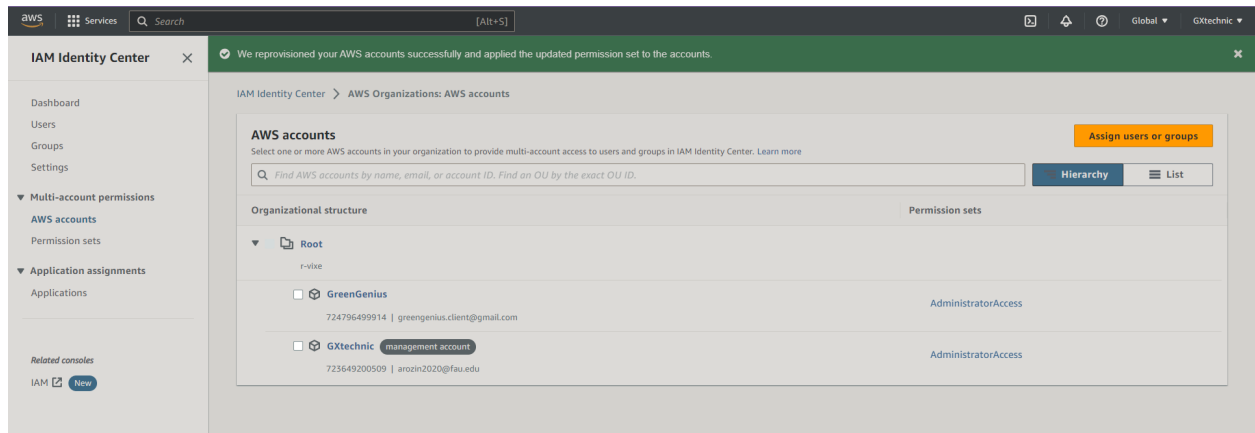 aws Services Search [Alt+S] Global GXtechnic
IAM Identity Center
We reprovisioned your AWS accounts successfully and applied the updated permission set to the accounts.
Dashboard
Users
Groups
Settings
Multi-account permissions
AWS accounts
Permission sets
Application assignments
Applications
Related consoles
IAM New
IAM Identity Center > AWS Organizations: AWS accounts
AWS accounts
Assign users or groups
Select one or more AWS accounts in your organization to provide multi-account access to users and groups in IAM Identity Center. Learn more
Find AWS accounts by name, email, or account ID. Find an OU by the exact OU ID.
Hierarchy List
Organizational structure Permission sets
Root
r-vixe
GreenGenius
724796499914 | greengenius.client@gmail.com
AdministratorAccess
GXtechnic management account
723649200509 | arozin2020@fau.edu
AdministratorAccess